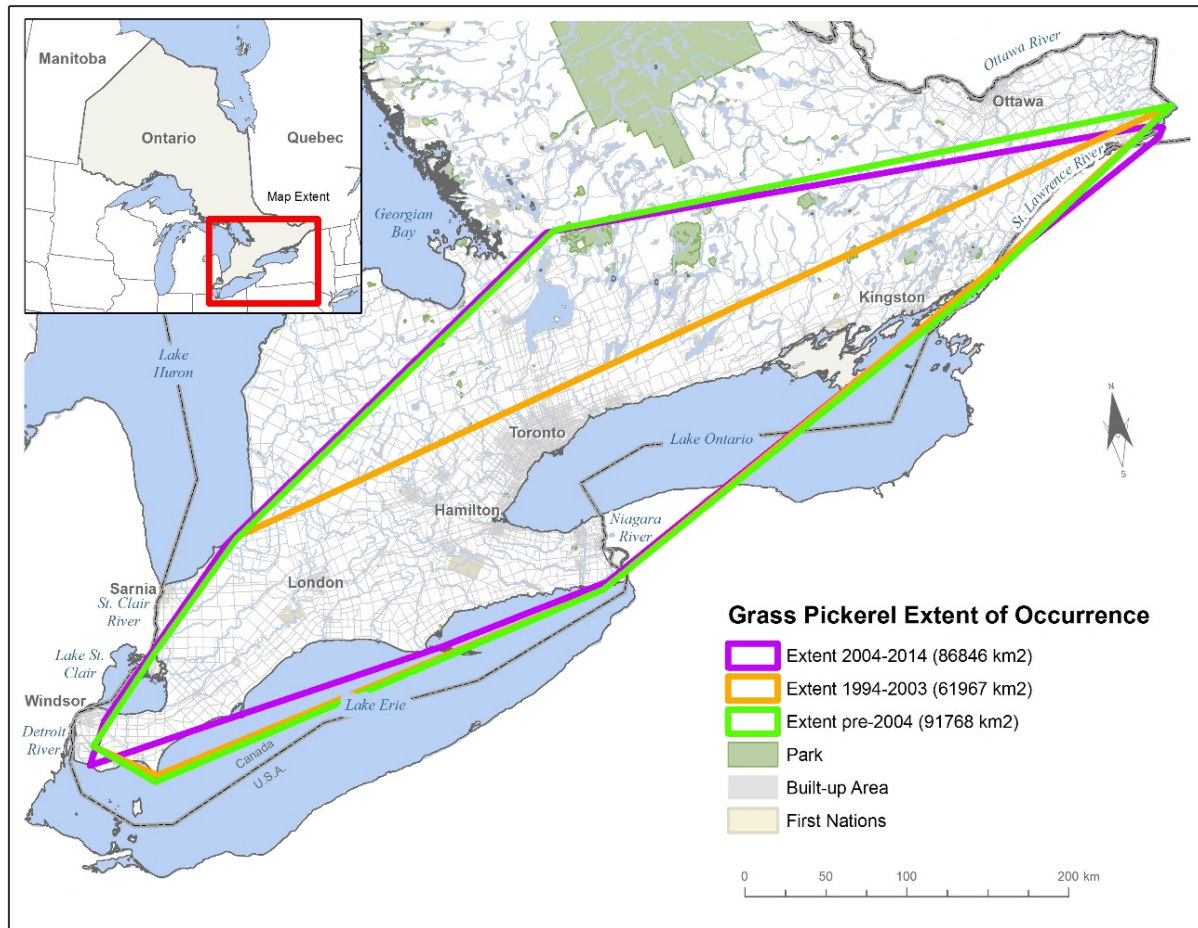 Manitoba
Ontario
Quebec
Map Extent
Ottawa River
Ottawa
St. Lawrence River
Georgian
Bay
Kingston
Lake
Huron
Toronto
Lake Ontario
N
S
Hamilton
Niagara
River
Sarnia
St. Clair
River
London
Lake St.
Clair
Windsor
Detroit
River
Lake Erie
Canada
U.S.A.
Grass Pickerel Extent of Occurrence
Extent 2004-2014 (86846 km2)
Extent 1994-2003 (61967 km2)
Extent pre-2004 (91768 km2)
Park
Built-up Area
First Nations
0 50 100 200 km